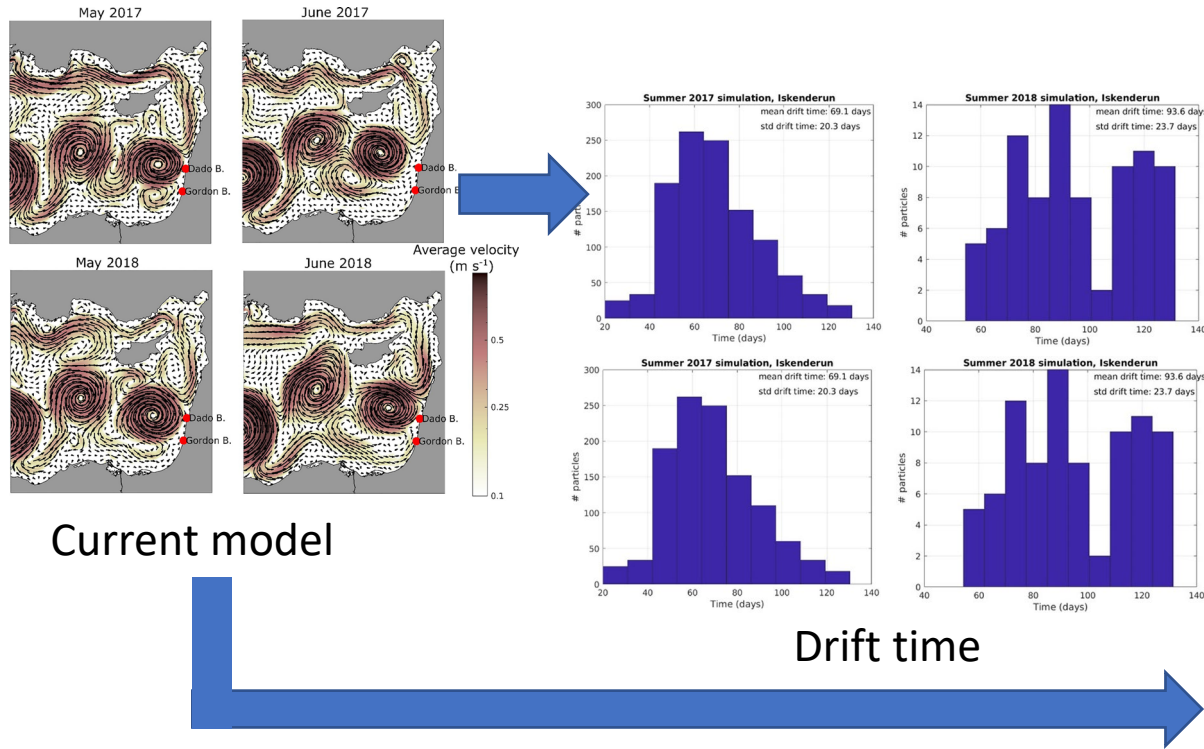 May 2017
June 2017
Dado B.
Gordon B.
Dado B.
Gordon B
May 2018
June 2018
Average velocity
(m s⁻¹)
Dado B.
Gordon B.
Dado B.
Gordon B.
0.5
0.25
0.1
Current model
Summer 2017 simulation, Iskenderun
mean drift time: 69.1 days
std drift time: 20.3 days
300
250
200
150
100
50
0
# particles
20 40 60 80 100 120 140
Time (days)
Summer 2018 simulation, Iskenderun
mean drift time: 93.6 days
std drift time: 23.7 days
14
12
10
8
6
4
2
0
# particles
40 60 80 100 120 140
Time (days)
Summer 2017 simulation, Iskenderun
mean drift time: 69.1 days
std drift time: 20.3 days
300
250
200
150
100
50
0
# particles
20 40 60 80 100 120 140
Time (days)
Summer 2018 simulation, Iskenderun
mean drift time: 93.6 days
std drift time: 23.7 days
14
12
10
8
6
4
2
0
# particles
40 60 80 100 120 140
Time (days)
Drift time